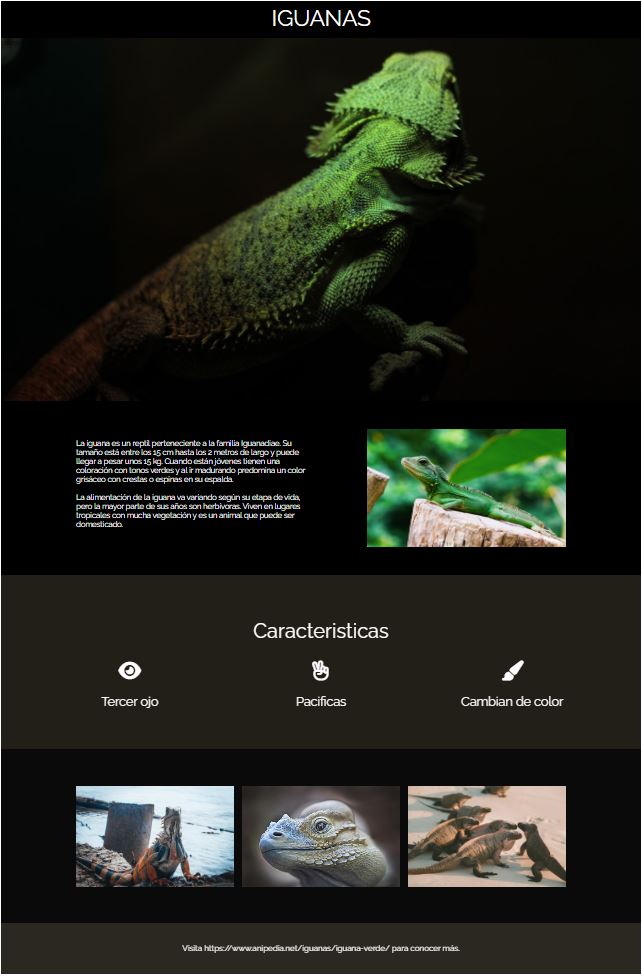 IGUANAS
La iguana es un reptil perteneciente a la familia Iguanadiae. Su
tamaño está entre los 15 cm hasta los 2 metros de largo y puede
llegar a pesar unos 15 kg. Cuando están jóvenes tienen una
coloración con tonos verdes y al ir madurando predomina un color
grisáceo con crestas o espinas en su espalda.
La alimentación de la iguana va variando según su etapa de vida,
pero la mayor parte de sus años son herbívoras. Viven en lugares
tropicales con mucha vegetación y es un animal que puede ser
domesticado.
Caracteristicas
Tercer ojo
Pacificas
Cambian de color
Visita https://www.anipedia.net/iguanas/iguana-verde/ para conocer más.